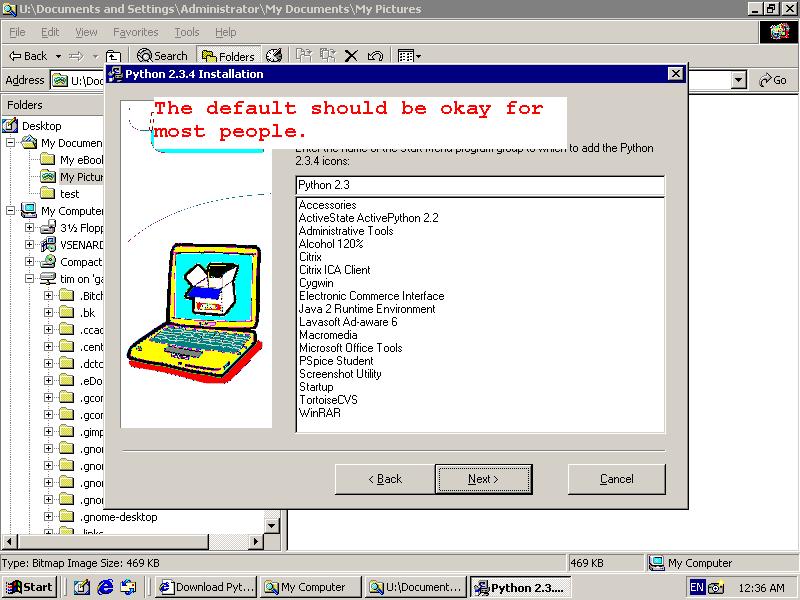 U:\Documents and Settings\Administrator\My Documents\My Pictures
File Edit View Favorites Tools Help
Back Search Folders
Address U:\Doc Go
Python 2.3.4 Installation
Folders
The default should be okay for
most people.
Enter the name of the Start Menu program group to which to add the Python
2.3.4 icons:
Python 2.3
Accessories
ActiveState ActivePython 2.2
Administrative Tools
Alcohol 120%
Citrix
Citrix ICA Client
Cygwin
Electronic Commerce Interface
Java 2 Runtime Environment
Lavasoft Ad-aware 6
Macromedia
Microsoft Office Tools
PSpice Student
Screenshot Utility
Startup
TortoiseCVS
WinRAR
< Back Next > Cancel
Desktop
My Documen
My eBool
My Pictur
test
My Computer
3½ Flopp
VSENARD
Compact
tim on 'ga
.Bitch
.bk
.ccac
.cent
.dctc
.eDo
.gcor
.gcor
.gimp
.gno
.gno
.gno
.gno
.gnome-desktop
Type: Bitmap Image Size: 469 KB 469 KB My Computer
Start Download Pyt... My Computer U:\Document... Python 2.3.... EN 12:36 AM